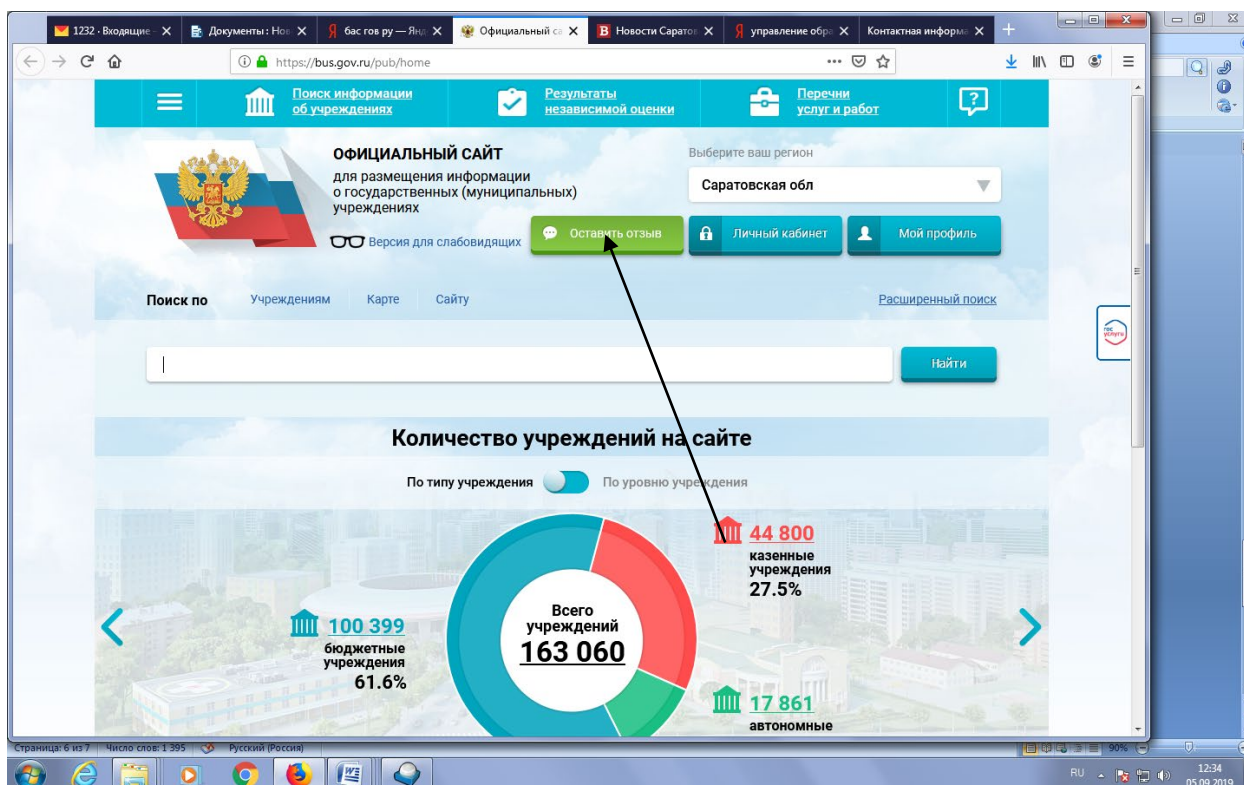 1232 - Входящие -
Документы : Нов
бас гов ру — Янд
Официальный са
Новости Саратов
управление обра
Контактная информа
https://bus.gov.ru/pub/home
Поиск информации
об учреждениях
Результаты
независимой оценки
Перечни
услуг и работ
ОФИЦИАЛЬНЫЙ САЙТ
для размещения информации
о государственных (муниципальных)
учреждениях
Версия для слабовидящих
Выберите ваш регион
Саратовская обл
Оставить отзыв
Личный кабинет
Мой профиль
Поиск по Учреждениям Карте Сайту Расширенный поиск
гос
услуги
Найти
Количество учреждений на сайте
По типу учреждения По уровню учреждения
44 800
казенные
учреждения
27.5%
Всего
учреждений
163 060
100 399
бюджетные
учреждения
61.6%
17 861
автономные
Страница: 6 из 7 Число слов: 1 395 Русский (Россия) 90%
RU 12:34
05.09.2019